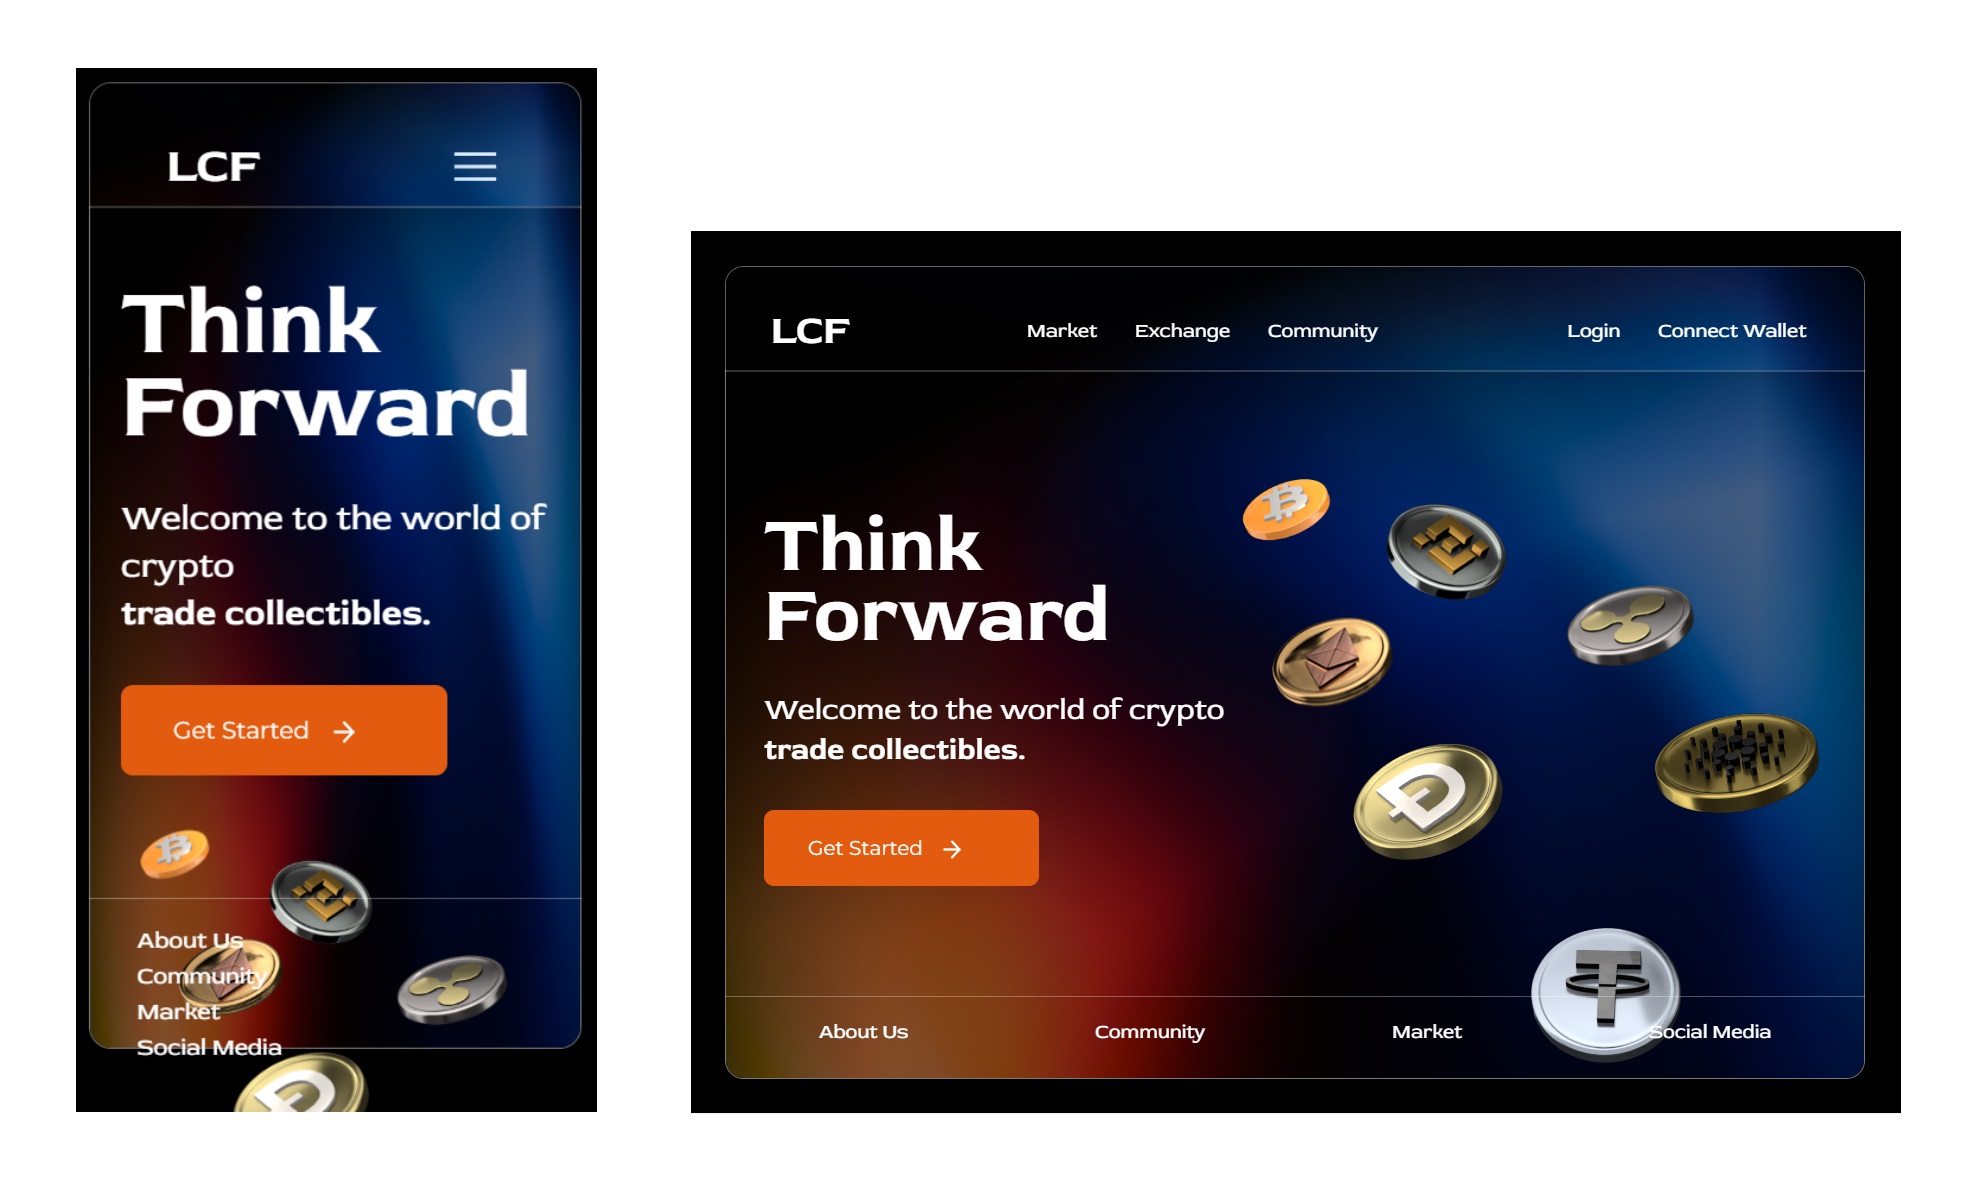 LCF
Think
Forward
Welcome to the world of
crypto
trade collectibles.
Get Started
About Us
Community
Market
Social Media
LCF
Market
Exchange
Community
Login
Connect Wallet
Think
Forward
Welcome to the world of crypto
trade collectibles.
Get Started
About Us
Community
Market
Social Media